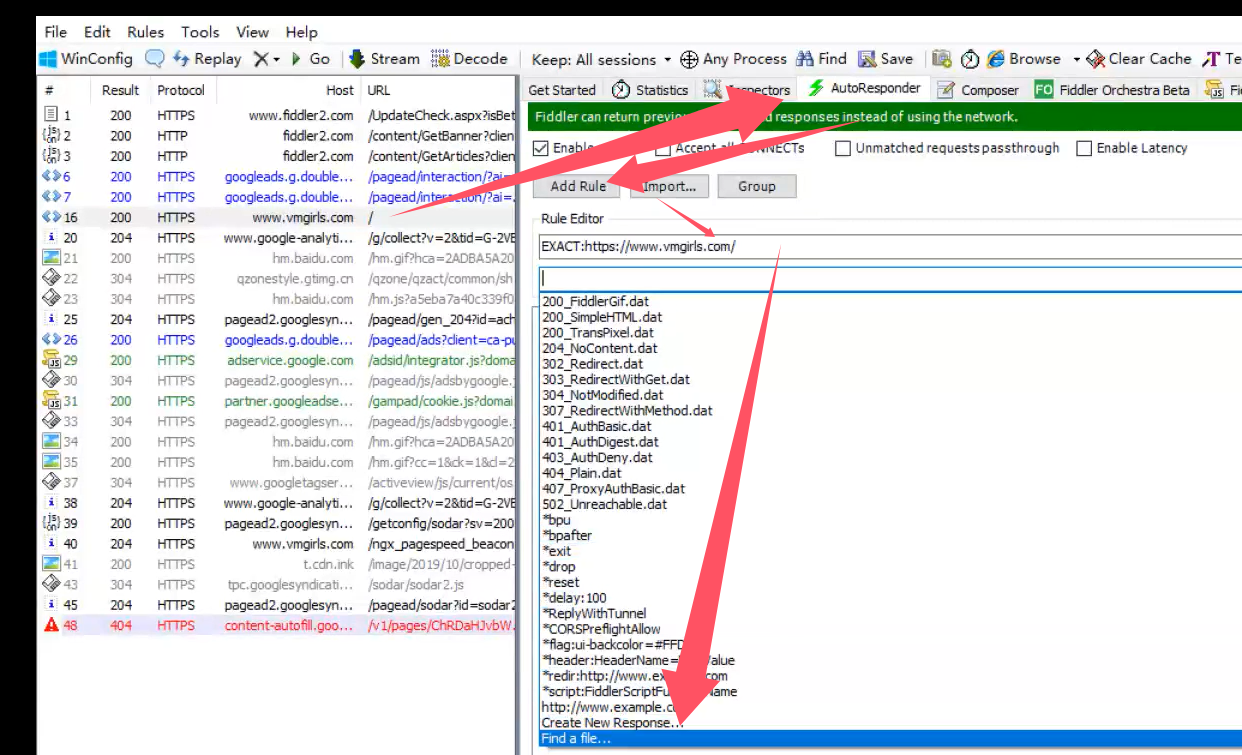 File Edit Rules Tools View Help
WinConfig Replay Go Stream Decode Keep: All sessions Any Process Find Save Browse Clear Cache Te
# Result Protocol Host URL
Get Started Statistics Inspectors AutoResponder Composer FO Fiddler Orchestra Beta
1 200 HTTPS www.fiddler2.com /UpdateCheck.aspx?isBet
2 200 HTTP fiddler2.com /content/GetBanner?clien
3 200 HTTP fiddler2.com /content/GetArticles?clien
6 200 HTTPS googleads.g.double... /pagead/interaction/?ai=
7 200 HTTPS googleads.g.double... /pagead/interaction/?ai=
16 200 HTTPS www.vmgirls.com /
20 204 HTTPS www.google-analyti... /g/collect?v=2&tid=G-2VE
21 200 HTTPS hm.baidu.com /hm.gif?hca=2ADBA5A20
22 304 HTTPS qzonestyle.gtimg.cn /qzone/qzact/common/sh
23 304 HTTPS hm.baidu.com /hm.js?a5eba7a40c339f0
25 204 HTTPS pagead2.googlesyn... /pagead/gen_204?id=ach
26 200 HTTPS googleads.g.double... /pagead/ads?client=ca-pu
29 200 HTTPS adservice.google.com /adsid/integrator.js?doma
30 304 HTTPS pagead2.googlesyn... /pagead/js/adsbygoogle.j
31 200 HTTPS partner.googleadse... /gampad/cookie.js?domai
33 304 HTTPS pagead2.googlesyn... /pagead/js/adsbygoogle.j
34 200 HTTPS hm.baidu.com /hm.gif?hca=2ADBA5A20
35 200 HTTPS hm.baidu.com /hm.gif?cc=1&ck=1&cl=2
37 304 HTTPS www.googletagser... /activeview/js/current/os
38 204 HTTPS www.google-analyti... /g/collect?v=2&tid=G-2VE
39 200 HTTPS pagead2.googlesyn... /getconfig/sodar?sv=200
40 204 HTTPS www.vmgirls.com /ngx_pagespeed_beacon
41 200 HTTPS t.cdn.ink /image/2019/10/cropped-
43 304 HTTPS tpc.googlesyndicati... /sodar/sodar2.js
45 204 HTTPS pagead2.googlesyn... /pagead/sodar?id=sodar2
48 404 HTTPS content-autofill.goo... /v1/pages/ChRDaHJvbW.
Fiddler can return previou responses instead of using the network.
Enable Accept all CONNECTs Unmatched requests passthrough Enable Latency
Add Rule Import... Group
Rule Editor
EXACT:https://www.vmgirls.com/
200_FiddlerGif.dat
200_SimpleHTML.dat
200_TransPixel.dat
204_NoContent.dat
302_Redirect.dat
303_RedirectWithGet.dat
304_NotModified.dat
307_RedirectWithMethod.dat
401_AuthBasic.dat
401_AuthDigest.dat
403_AuthDeny.dat
404_Plain.dat
407_ProxyAuthBasic.dat
502_Unreachable.dat
*bpu
*bpafter
*exit
*drop
*reset
*delay:100
*ReplyWithTunnel
*CORSPreflightAllow
*flag:ui-backcolor=#FFD
*header:HeaderName= Value
*redir:http://www.ex .com
*script:FiddlerScriptFu Name
http://www.example.c
Create New Response...
Find a file...